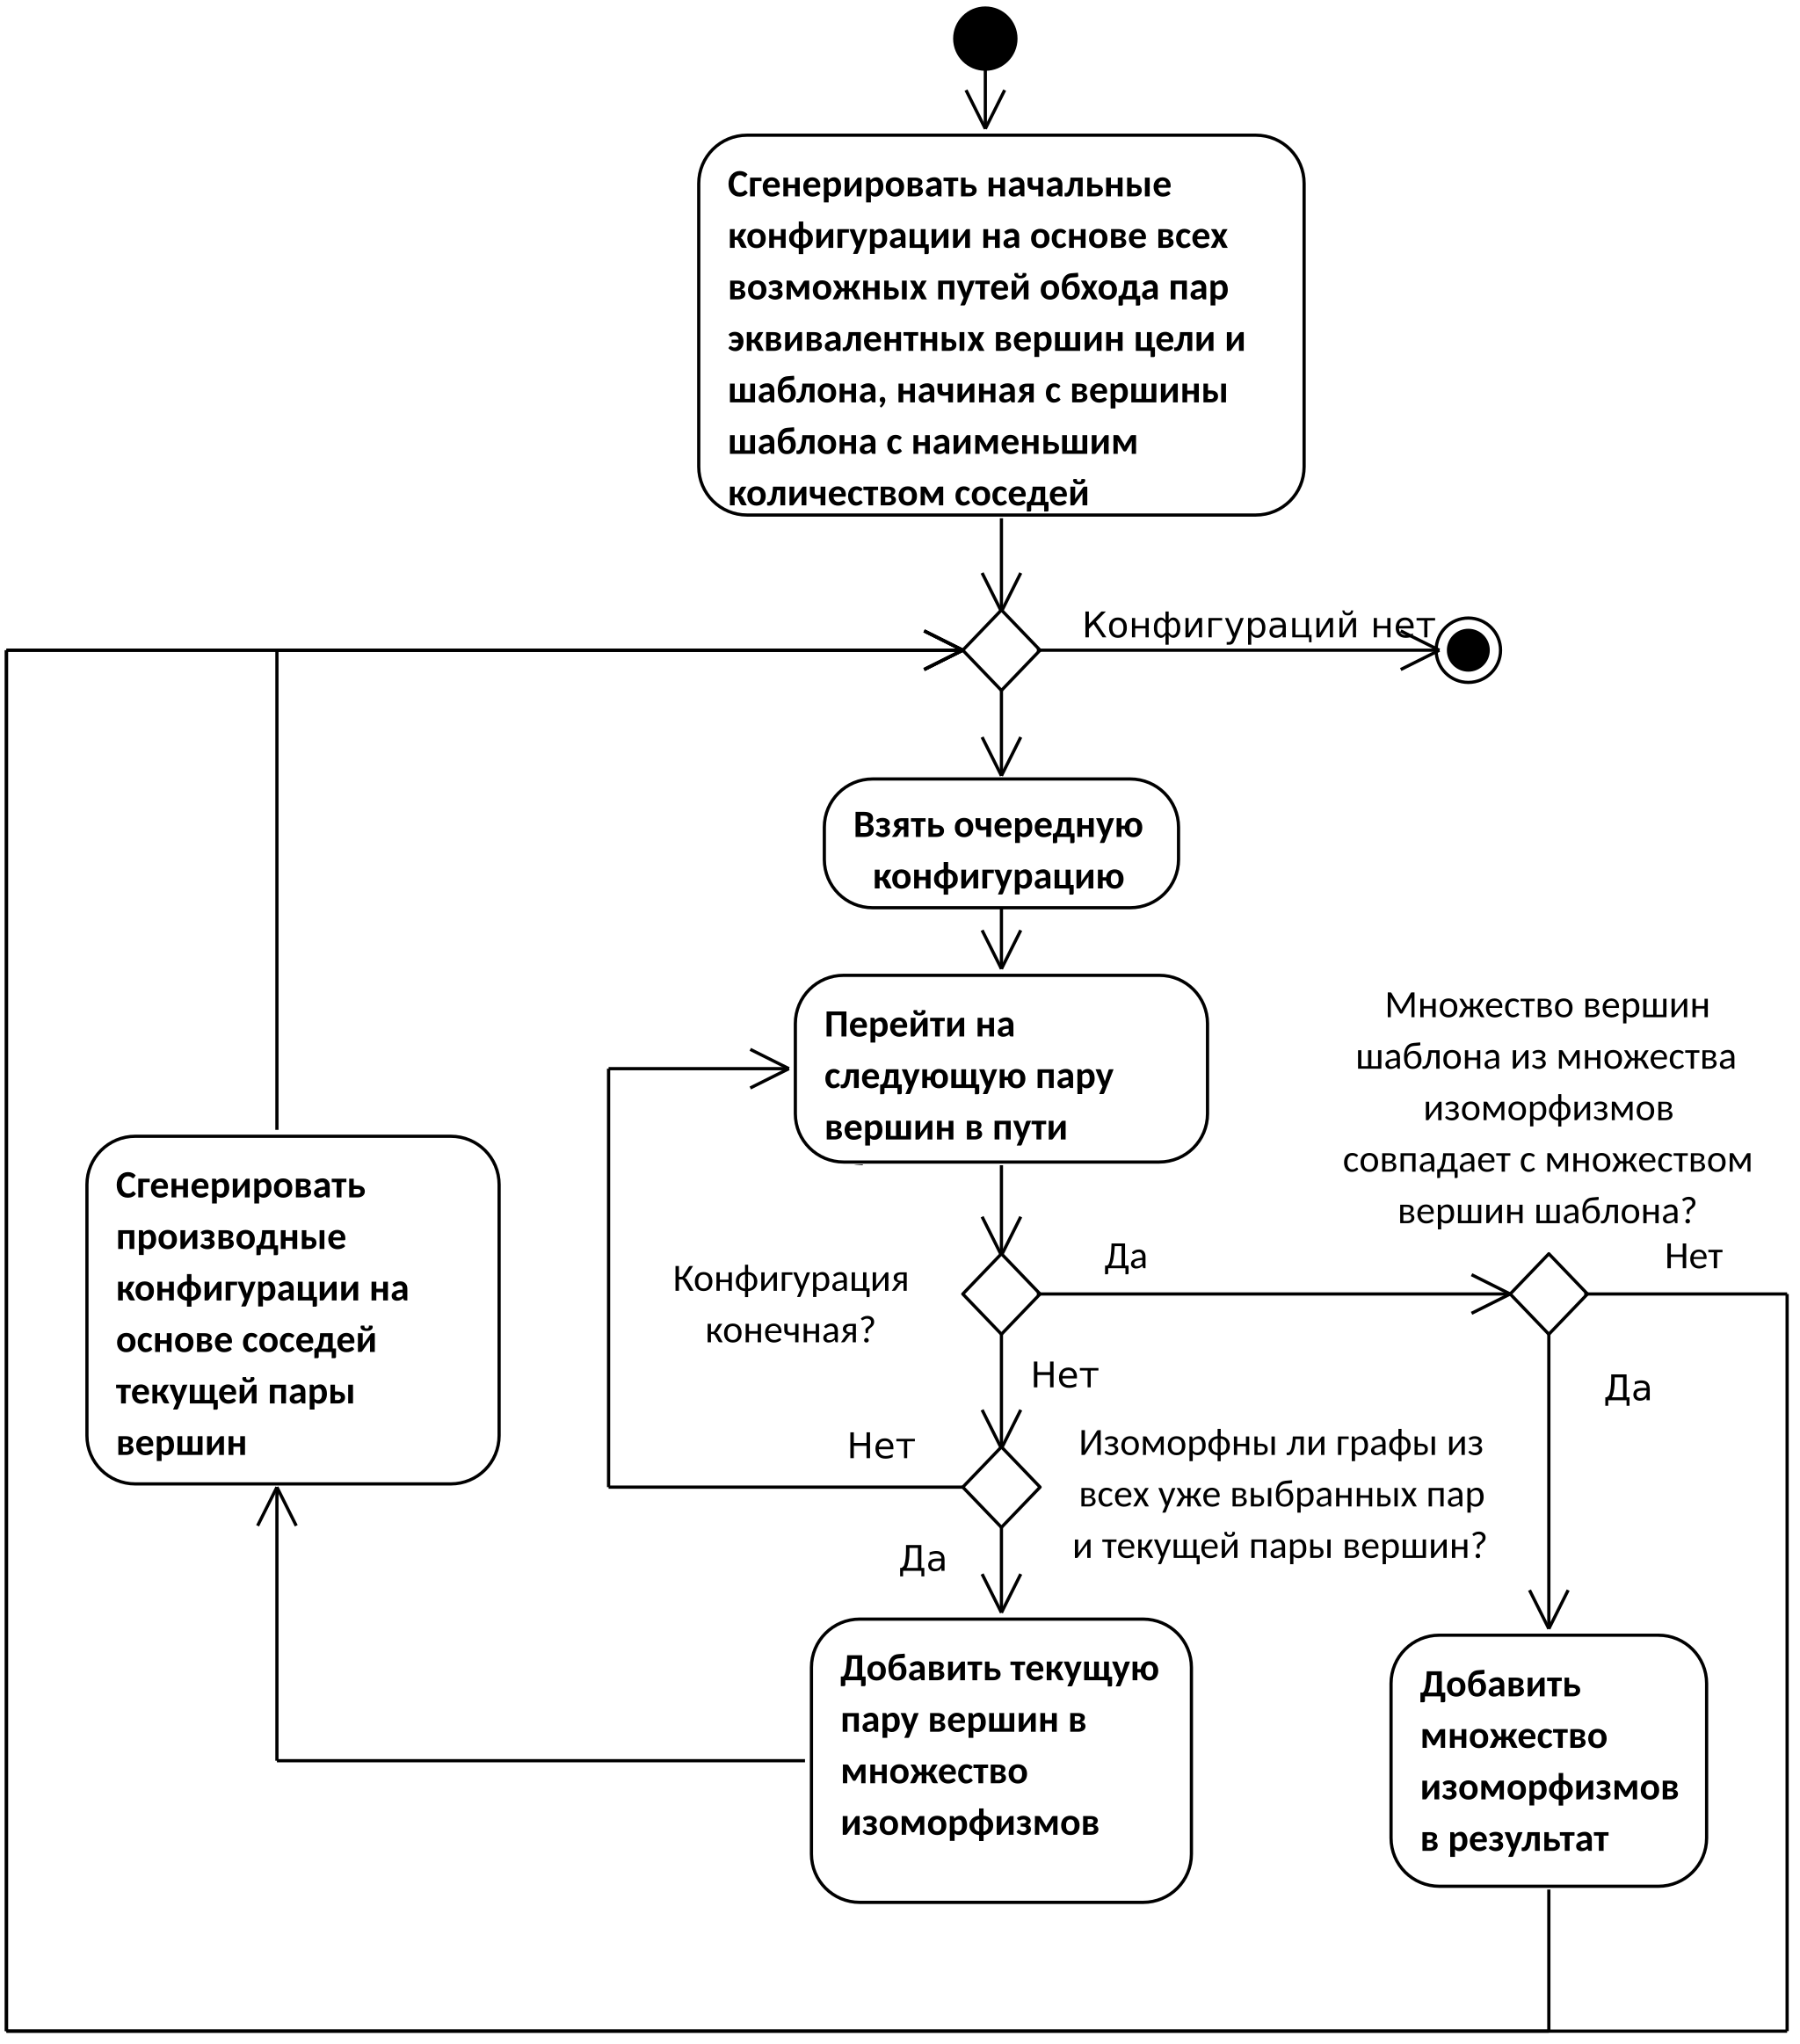 Сгенерировать начальные
конфигурации на основе всех
возможных путей обхода пар
эквивалентных вершин цели и
шаблона, начиная с вершины
шаблона с наименьшим
количеством соседей
Конфигураций нет
Взять очередную
конфигурацию
Перейти на
следующую пару
вершин в пути
Множество вершин
шаблона из множества
изоморфизмов
совпадает с множеством
вершин шаблона?
Сгенерировать
производные
конфигурации на
основе соседей
текущей пары
вершин
Конфигурация
конечная?
Да
Нет
Нет
Да
Нет
Изоморфны ли графы из
всех уже выбранных пар
и текущей пары вершин?
Да
Добавить текущую
пару вершин в
множество
изоморфизмов
Добавить
множество
изоморфизмов
в результат